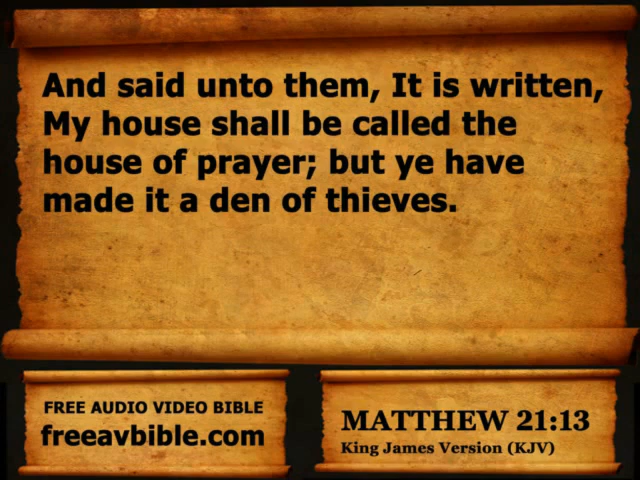 And said unto them, It is written,
My house shall be called the
house of prayer; but ye have
made it a den of thieves.
FREE AUDIO VIDEO BIBLE
freeavbible.com
MATTHEW 21:13
King James Version (KJV)